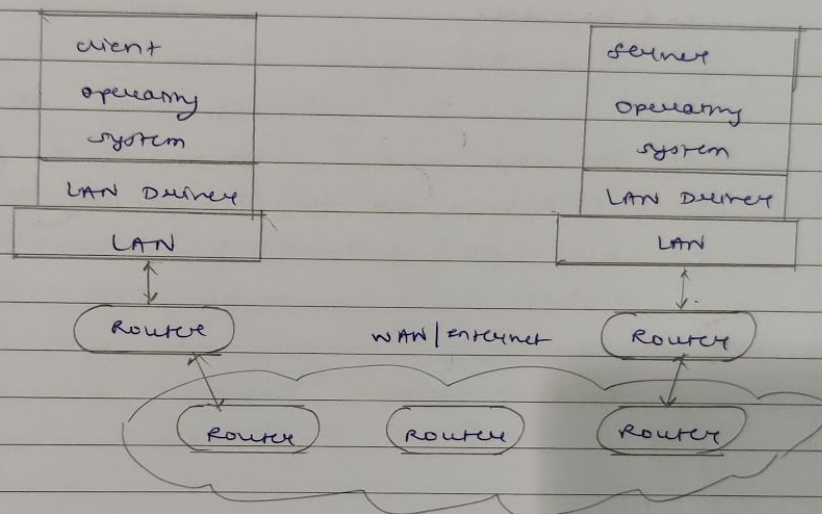 client
operating
system
LAN Driver
LAN
Router
server
operating
system
LAN Driver
LAN
Router
WAN/Internet
Router
Router
Router